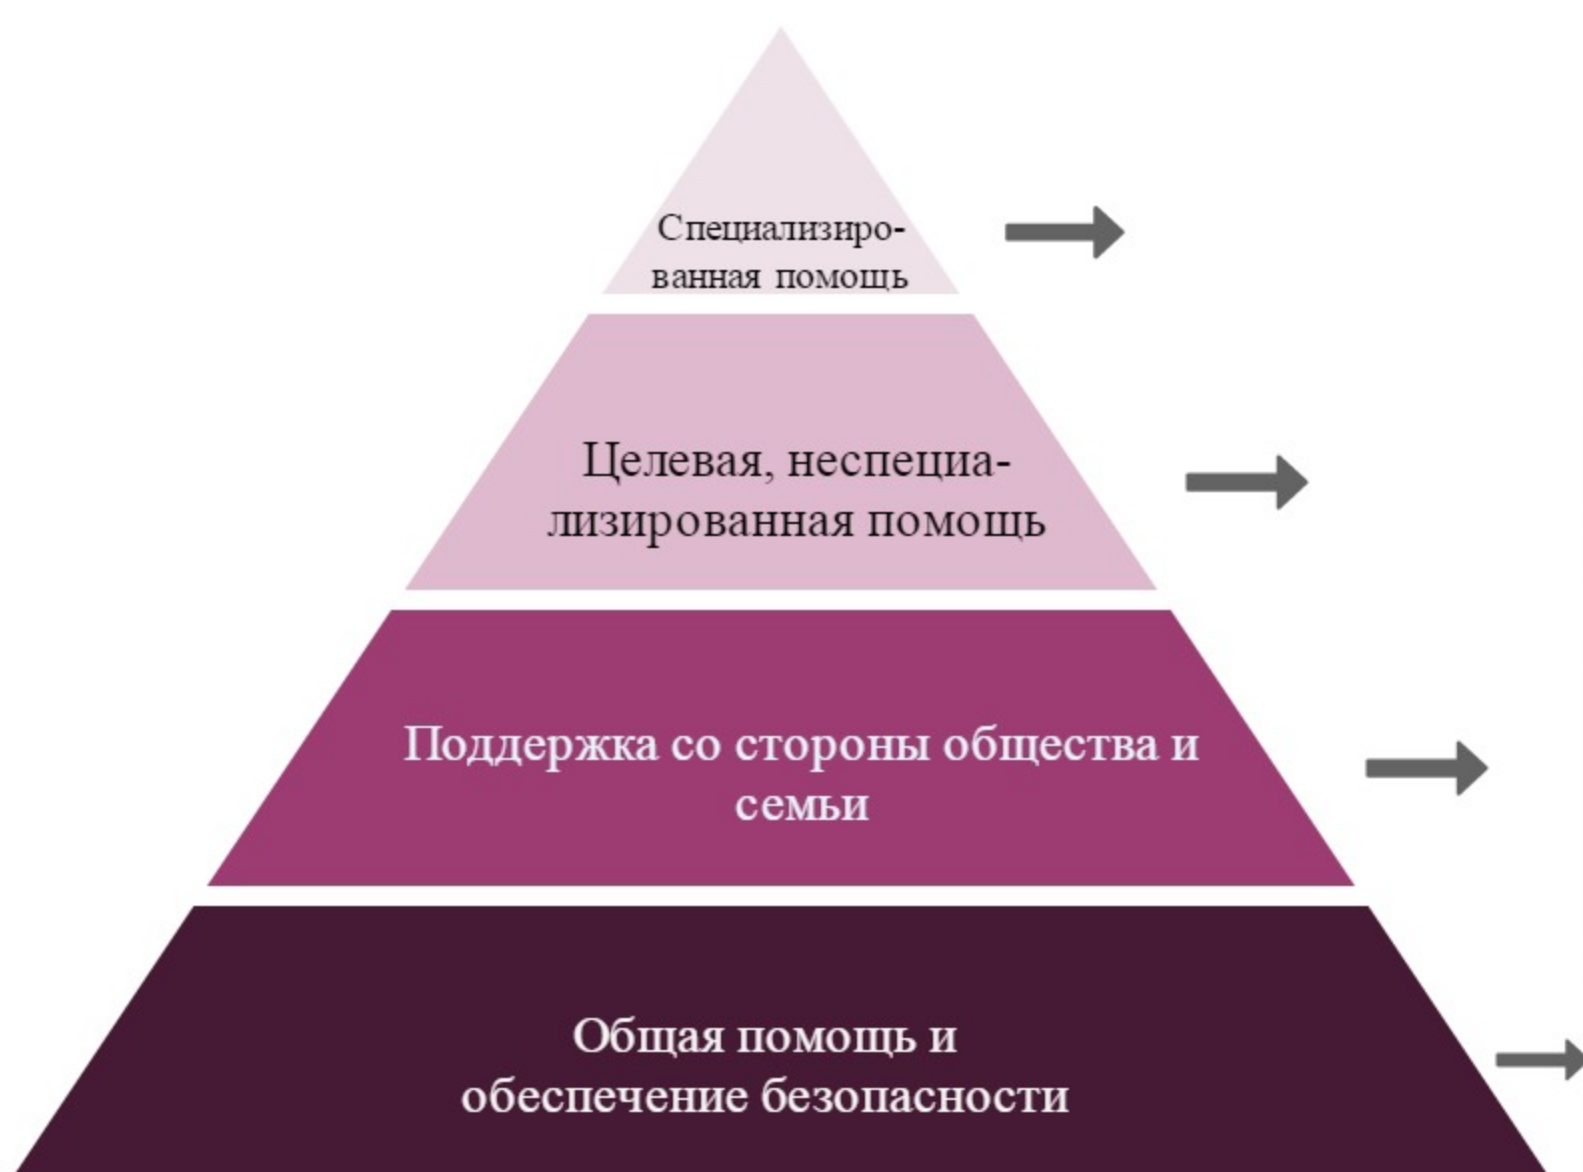 Специализиро-
ванная помощь
Целевая, неспециа-
лизированная помощь
Поддержка со стороны общества и
семьи
Общая помощь и
обеспечение безопасности